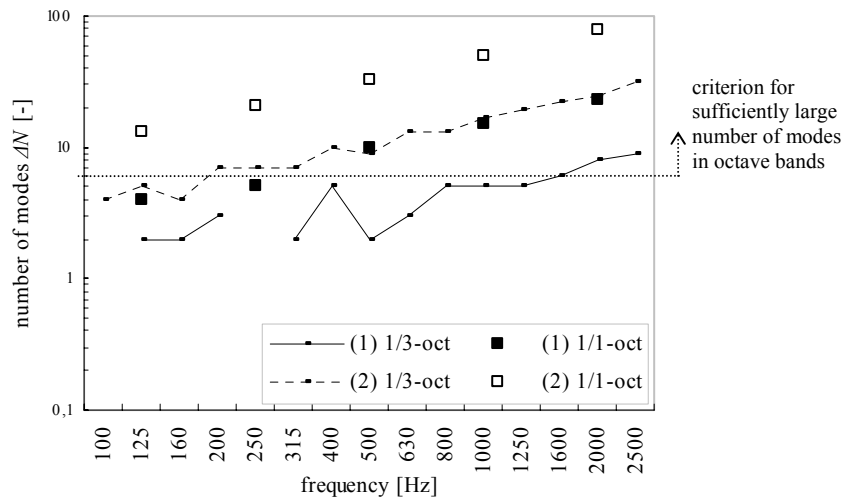 100
10
1
0,1
number of modes ΔN [-]
criterion for
sufficiently large
number of modes
in octave bands
(1) 1/3-oct
(1) 1/1-oct
(2) 1/3-oct
(2) 1/1-oct
100
125
160
200
250
315
400
500
630
800
1000
1250
1600
2000
2500
frequency [Hz]